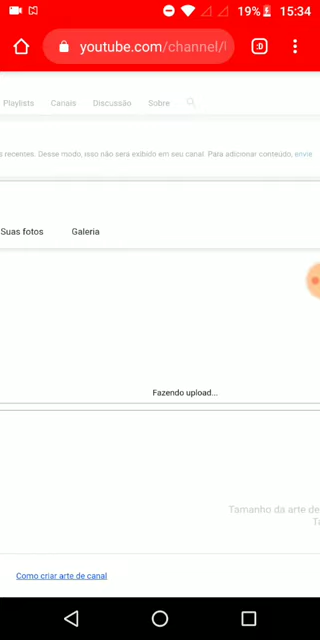 19% 15:34
youtube.com/channel/
:D
Playlists Canais Discussão Sobre
s recentes. Desse modo, isso não será exibido em seu canal. Para adicionar conteúdo, envie
Suas fotos Galeria
Fazendo upload...
Tamanho da arte de
Como criar arte de canal